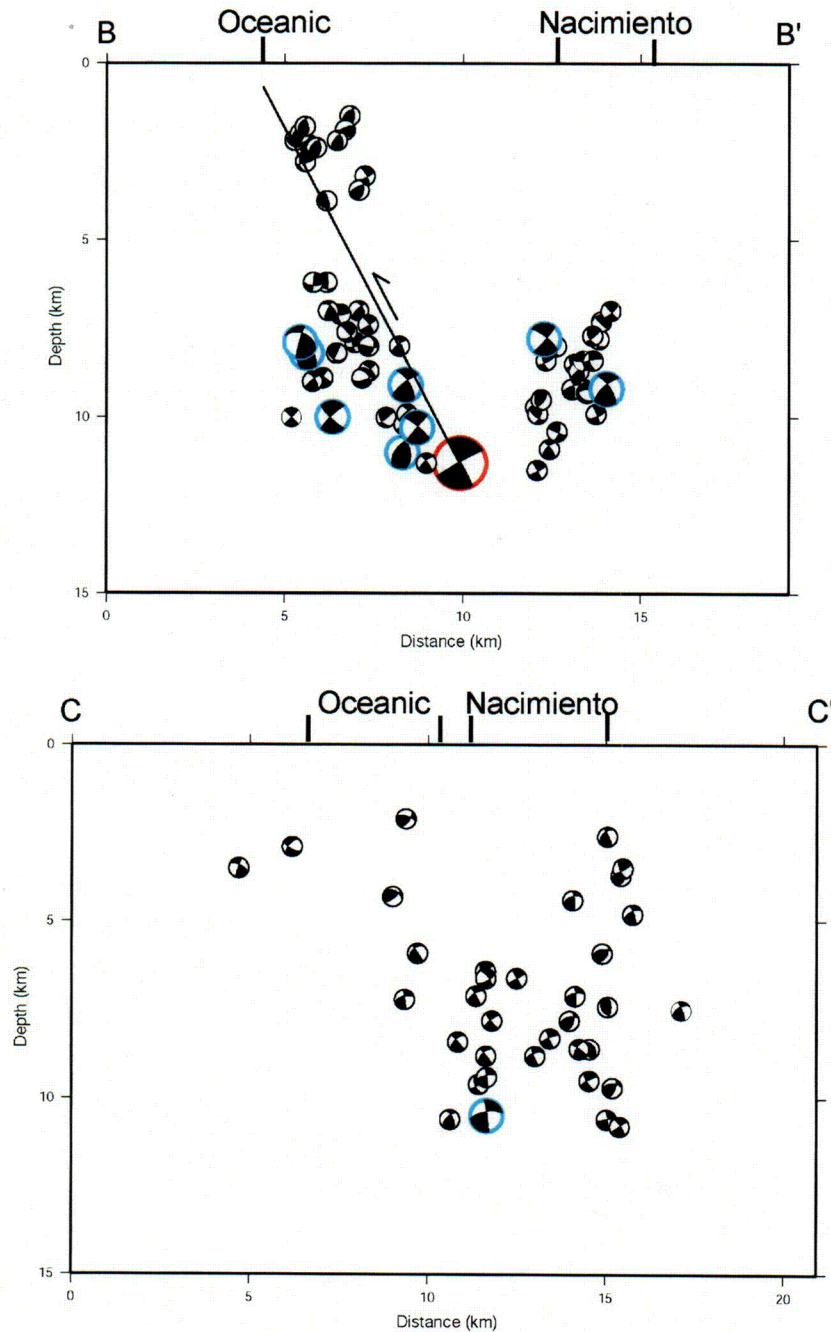 B Oceanic Nacimiento B'
0
5
10
15
Depth (km)
0 5 10 15
Distance (km)
C Oceanic Nacimiento C'
0
5
10
15
Depth (km)
0 5 10 15 20
Distance (km)